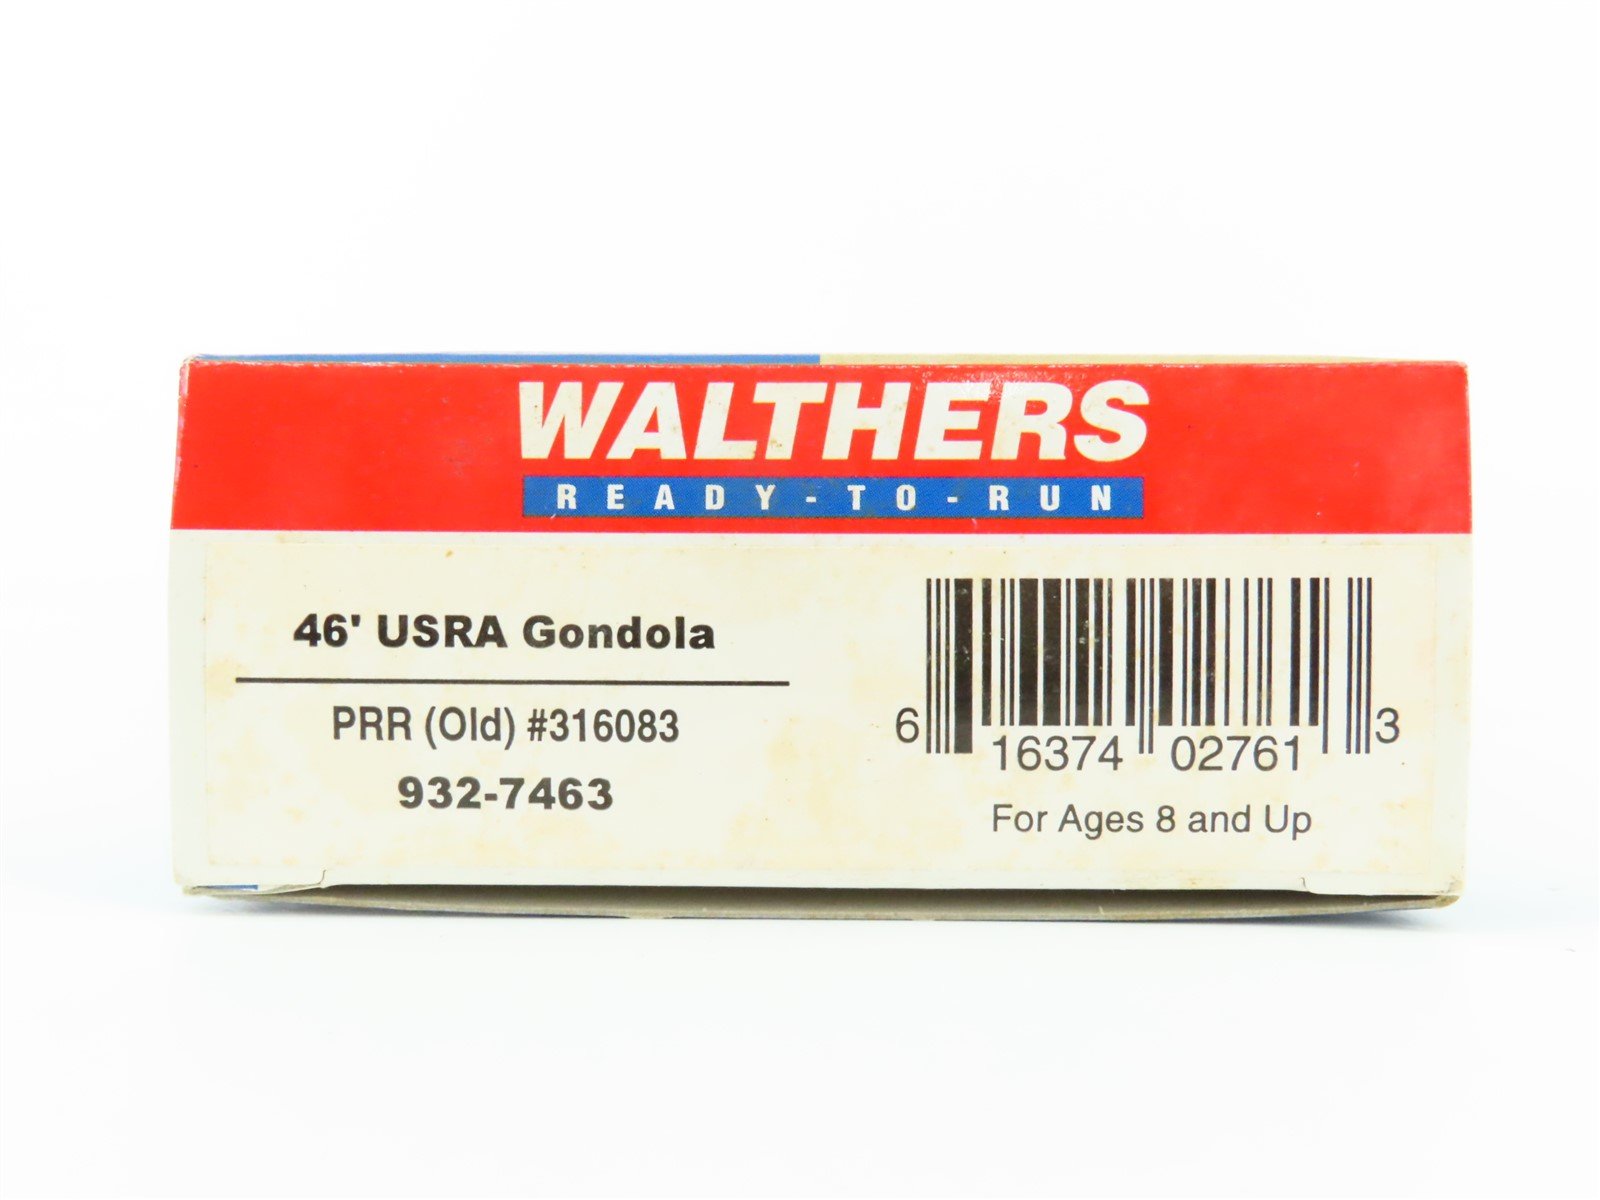 WALTHERS
READY-TO-RUN
46' USRA Gondola
PRR (Old) #316083
932-7463
6 16374 02761 3
For Ages 8 and Up